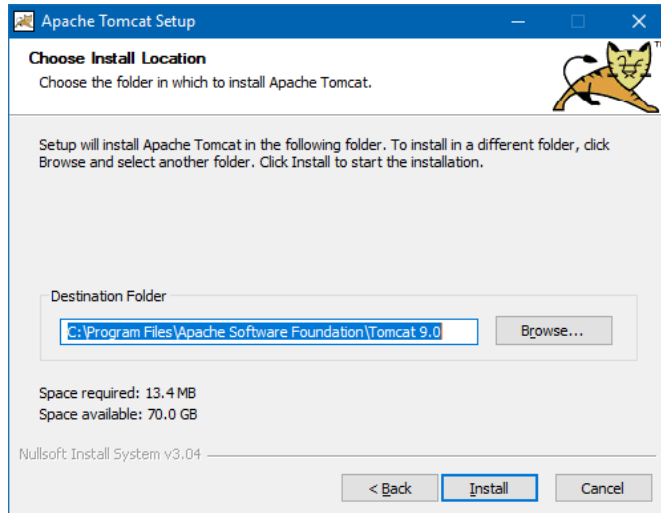 Apache Tomcat Setup
Choose Install Location
Choose the folder in which to install Apache Tomcat.
TM
Setup will install Apache Tomcat in the following folder. To install in a different folder, click
Browse and select another folder. Click Install to start the installation.
Destination Folder
C:\Program Files\Apache Software Foundation\Tomcat 9.0
Browse...
Space required: 13.4 MB
Space available: 70.0 GB
Nullsoft Install System v3.04
< Back
Install
Cancel